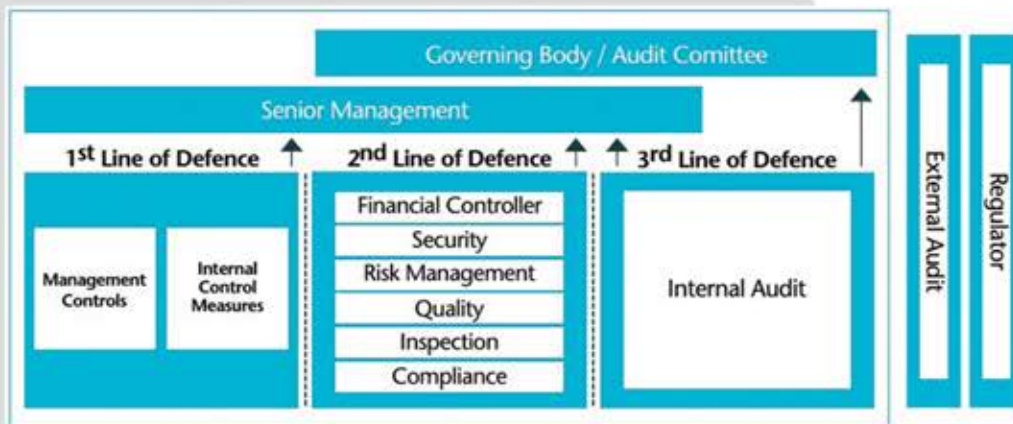 Governing Body / Audit Comittee
Senior Management
1st Line of Defence
2nd Line of Defence
3rd Line of Defence
Management
Controls
Internal
Control
Measures
Financial Controller
Security
Risk Management
Quality
Inspection
Compliance
Internal Audit
External Audit
Regulator